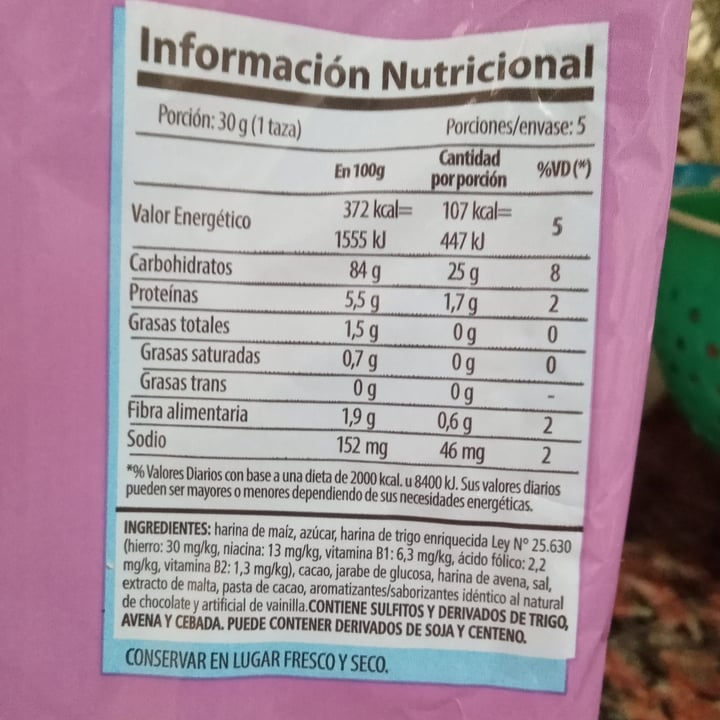 Información Nutricional
Porción: 30 g (1 taza) Porciones/envase: 5
En 100g Cantidad por porción %VD (*)
Valor Energético 372 kcal= 1555 kJ 107 kcal= 447 kJ 5
Carbohidratos 84 g 25 g 8
Proteínas 5,5 g 1,7 g 2
Grasas totales 1,5 g 0 g 0
Grasas saturadas 0,7 g 0 g 0
Grasas trans 0 g 0 g -
Fibra alimentaria 1,9 g 0,6 g 2
Sodio 152 mg 46 mg 2
*% Valores Diarios con base a una dieta de 2000 kcal. u 8400 kJ. Sus valores diarios
pueden ser mayores o menores dependiendo de sus necesidades energéticas.
INGREDIENTES: harina de maíz, azúcar, harina de trigo enriquecida Ley N° 25.630
(hierro: 30 mg/kg, niacina: 13 mg/kg, vitamina B1: 6,3 mg/kg, ácido fólico: 2,2
mg/kg, vitamina B2: 1,3 mg/kg), cacao, jarabe de glucosa, harina de avena, sal,
extracto de malta, pasta de cacao, aromatizantes/saborizantes idéntico al natural
de chocolate y artificial de vainilla. CONTIENE SULFITOS Y DERIVADOS DE TRIGO,
AVENA Y CEBADA. PUEDE CONTENER DERIVADOS DE SOJA Y CENTENO.
CONSERVAR EN LUGAR FRESCO Y SECO.